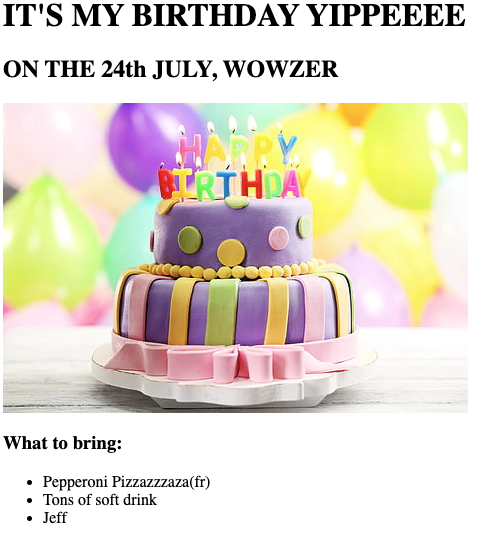 IT'S MY BIRTHDAY YIPPEEEE
ON THE 24th JULY, WOWZER
HAPPY
BIRTHDAY
What to bring:
Pepperoni Pizzazzzaza(fr)
Tons of soft drink
Jeff